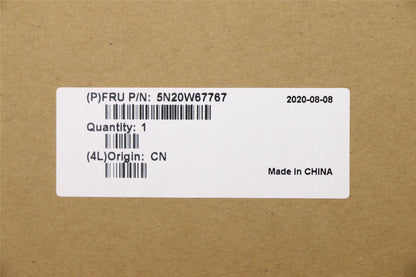 (P)FRU P/N: 5N20W67767
2020-08-08
Quantity: 1
(4L)Origin: CN
Made in CHINA